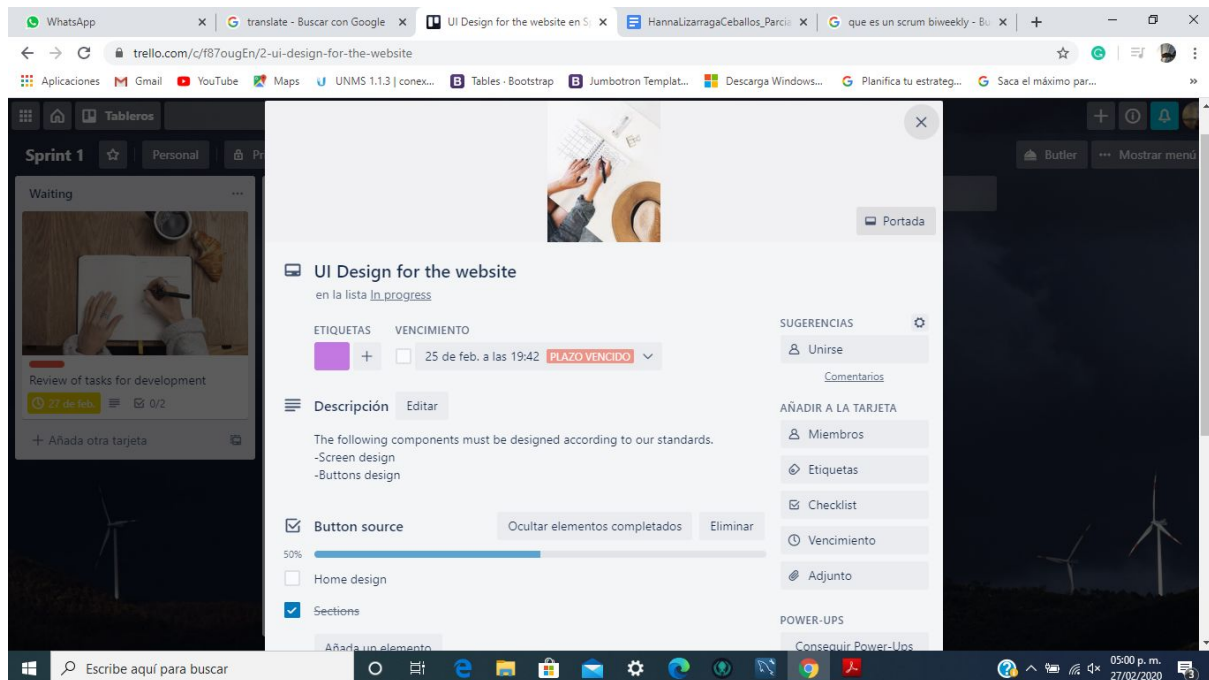 WhatsApp
translate - Buscar con Google
UI Design for the website en S
HannaLizarragaCeballos_Parcia
que es un scrum biweekly - Bu
trello.com/c/f87ougEn/2-ui-design-for-the-website
Aplicaciones Gmail YouTube Maps UNMS 1.1.3 | conex... Tables · Bootstrap Jumbotron Templat... Descarga Windows... Planifica tu estrateg... Saca el máximo par... »
Tableros
Sprint 1 Personal Pr Butler ··· Mostrar menú
Waiting ···
Review of tasks for development
27 de feb. 0/2
+ Añada otra tarjeta
Portada
UI Design for the website
en la lista In progress
ETIQUETAS VENCIMIENTO
+ 25 de feb. a las 19:42 PLAZO VENCIDO
Descripción Editar
The following components must be designed according to our standards.
-Screen design
-Buttons design
Button source Ocultar elementos completados Eliminar
50%
Home design
Sections
Añada un elemento
SUGERENCIAS
Unirse
Comentarios
AÑADIR A LA TARJETA
Miembros
Etiquetas
Checklist
Vencimiento
Adjunto
POWER-UPS
Conseguir Power-Ups
Escribe aquí para buscar
05:00 p. m.
27/02/2020
3